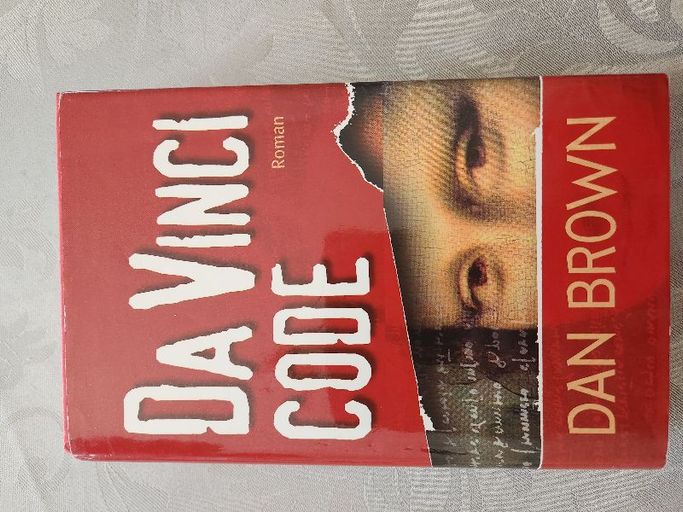 DA VINCI
CODE
Roman
DAN BROWN